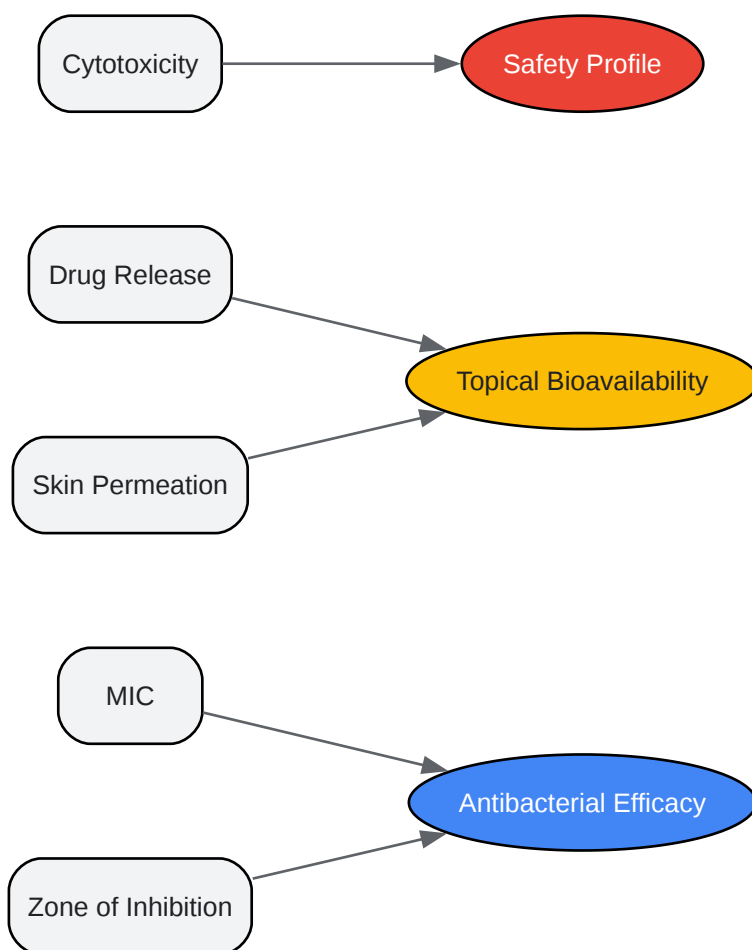 Cytotoxicity
Safety Profile
Drug Release
Topical Bioavailability
Skin Permeation
MIC
Antibacterial Efficacy
Zone of Inhibition